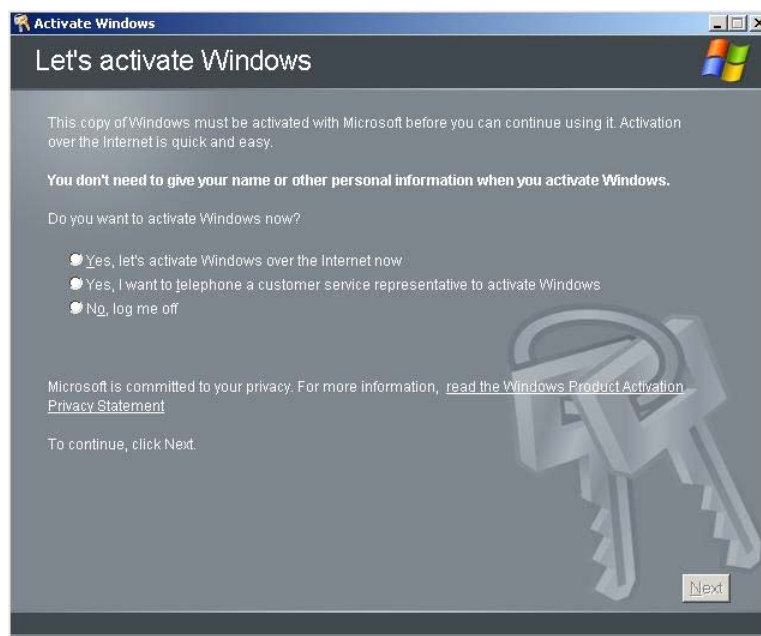 Activate Windows
Let's activate Windows
This copy of Windows must be activated with Microsoft before you can continue using it. Activation
over the Internet is quick and easy.
You don't need to give your name or other personal information when you activate Windows.
Do you want to activate Windows now?
Yes, let's activate Windows over the Internet now
Yes, I want to telephone a customer service representative to activate Windows
No, log me off
Microsoft is committed to your privacy. For more information, read the Windows Product Activation
Privacy Statement
To continue, click Next.
Next